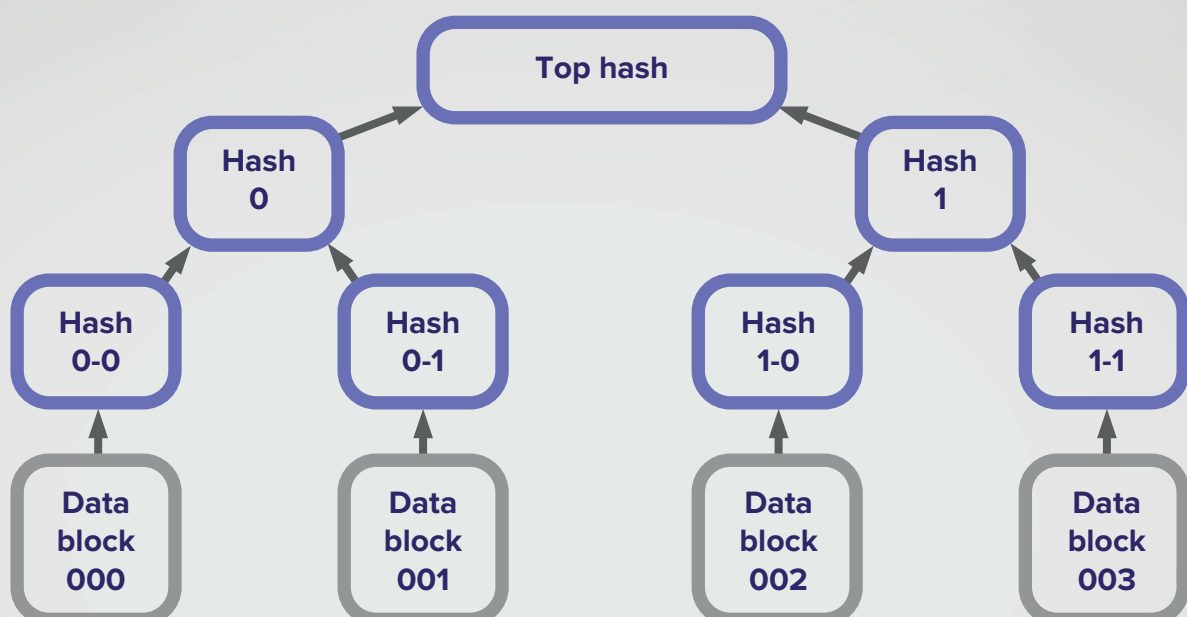 Top hash
Hash
0
Hash
1
Hash
0-0
Hash
0-1
Hash
1-0
Hash
1-1
Data
block
000
Data
block
001
Data
block
002
Data
block
003